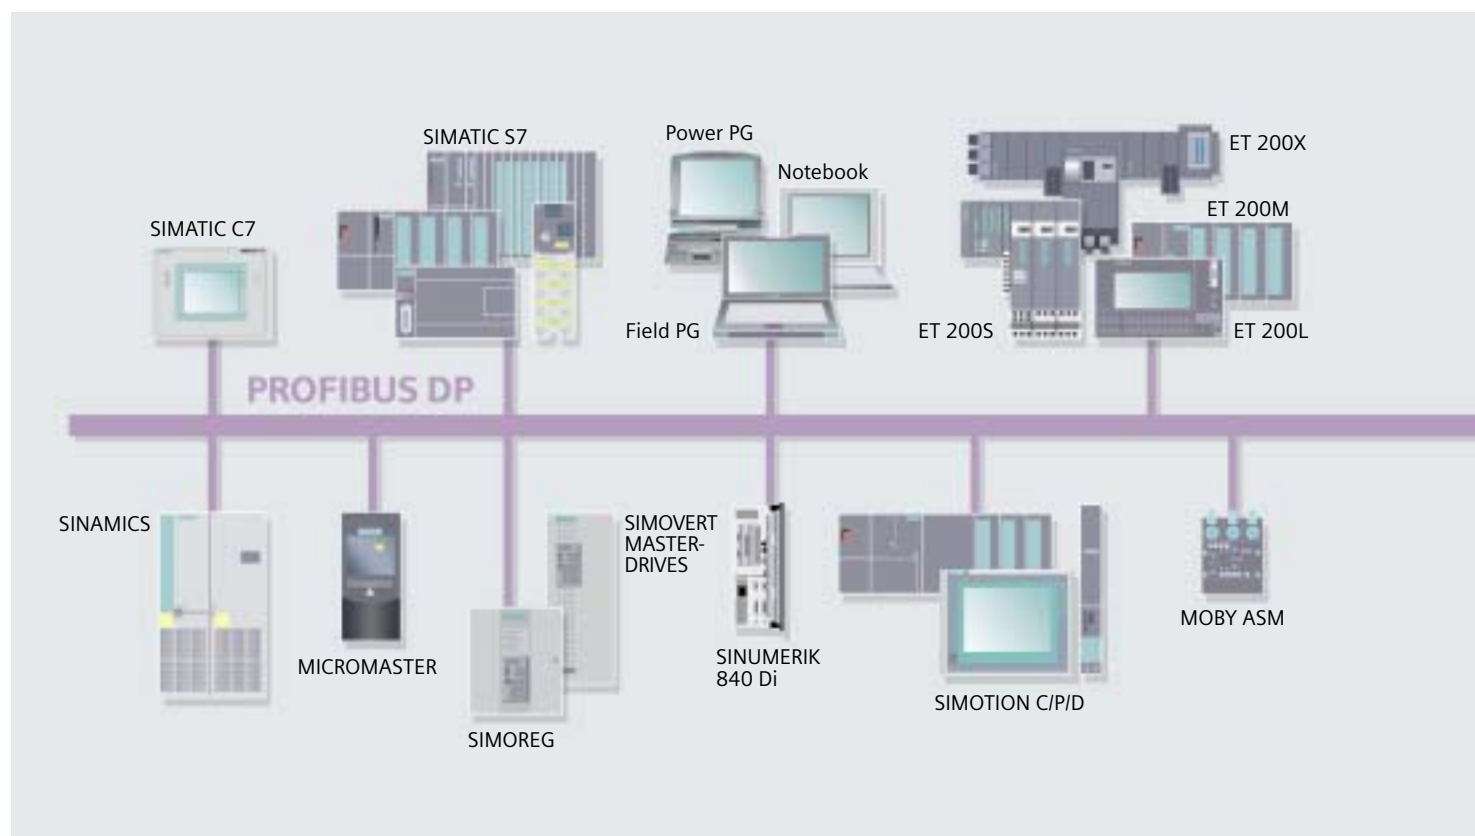 SIMATIC S7
Power PG
Notebook
ET 200X
SIMATIC C7
ET 200M
Field PG
ET 200S
ET 200L
PROFIBUS DP
SINAMICS
SIMOVERT
MASTER-
DRIVES
MICROMASTER
SIMOREG
SINUMERIK
840 Di
SIMOTION C/P/D
MOBY ASM